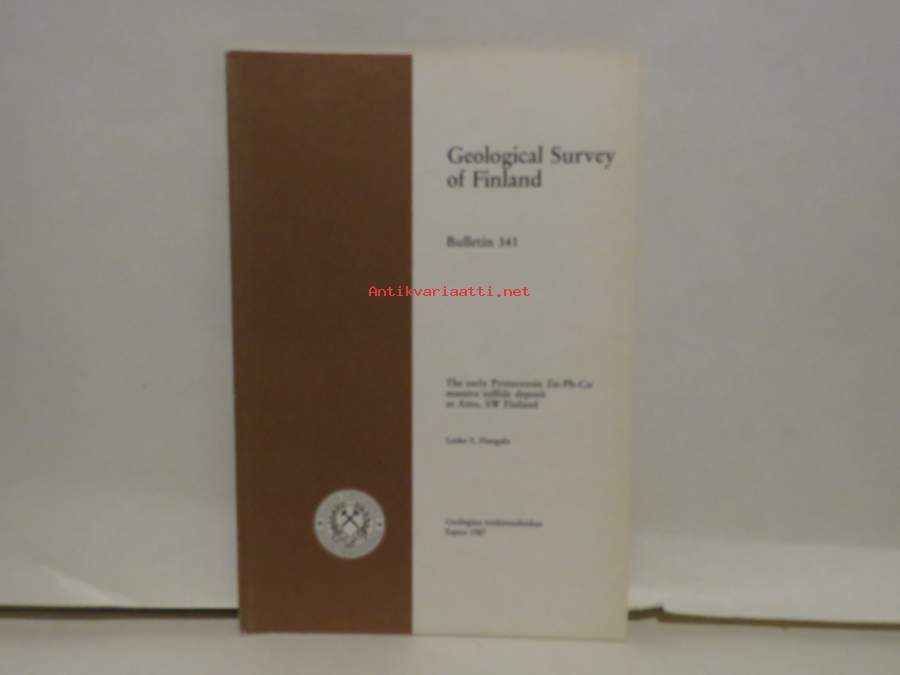 Geological Survey
of Finland
Bulletin 341
Antikvariaatti.net
The early Proterozoic Zn-Pb-Cu
massive sulfide deposit
at Attu, SW Finland
Geologian tutkimuskeskus
Espoo 1987